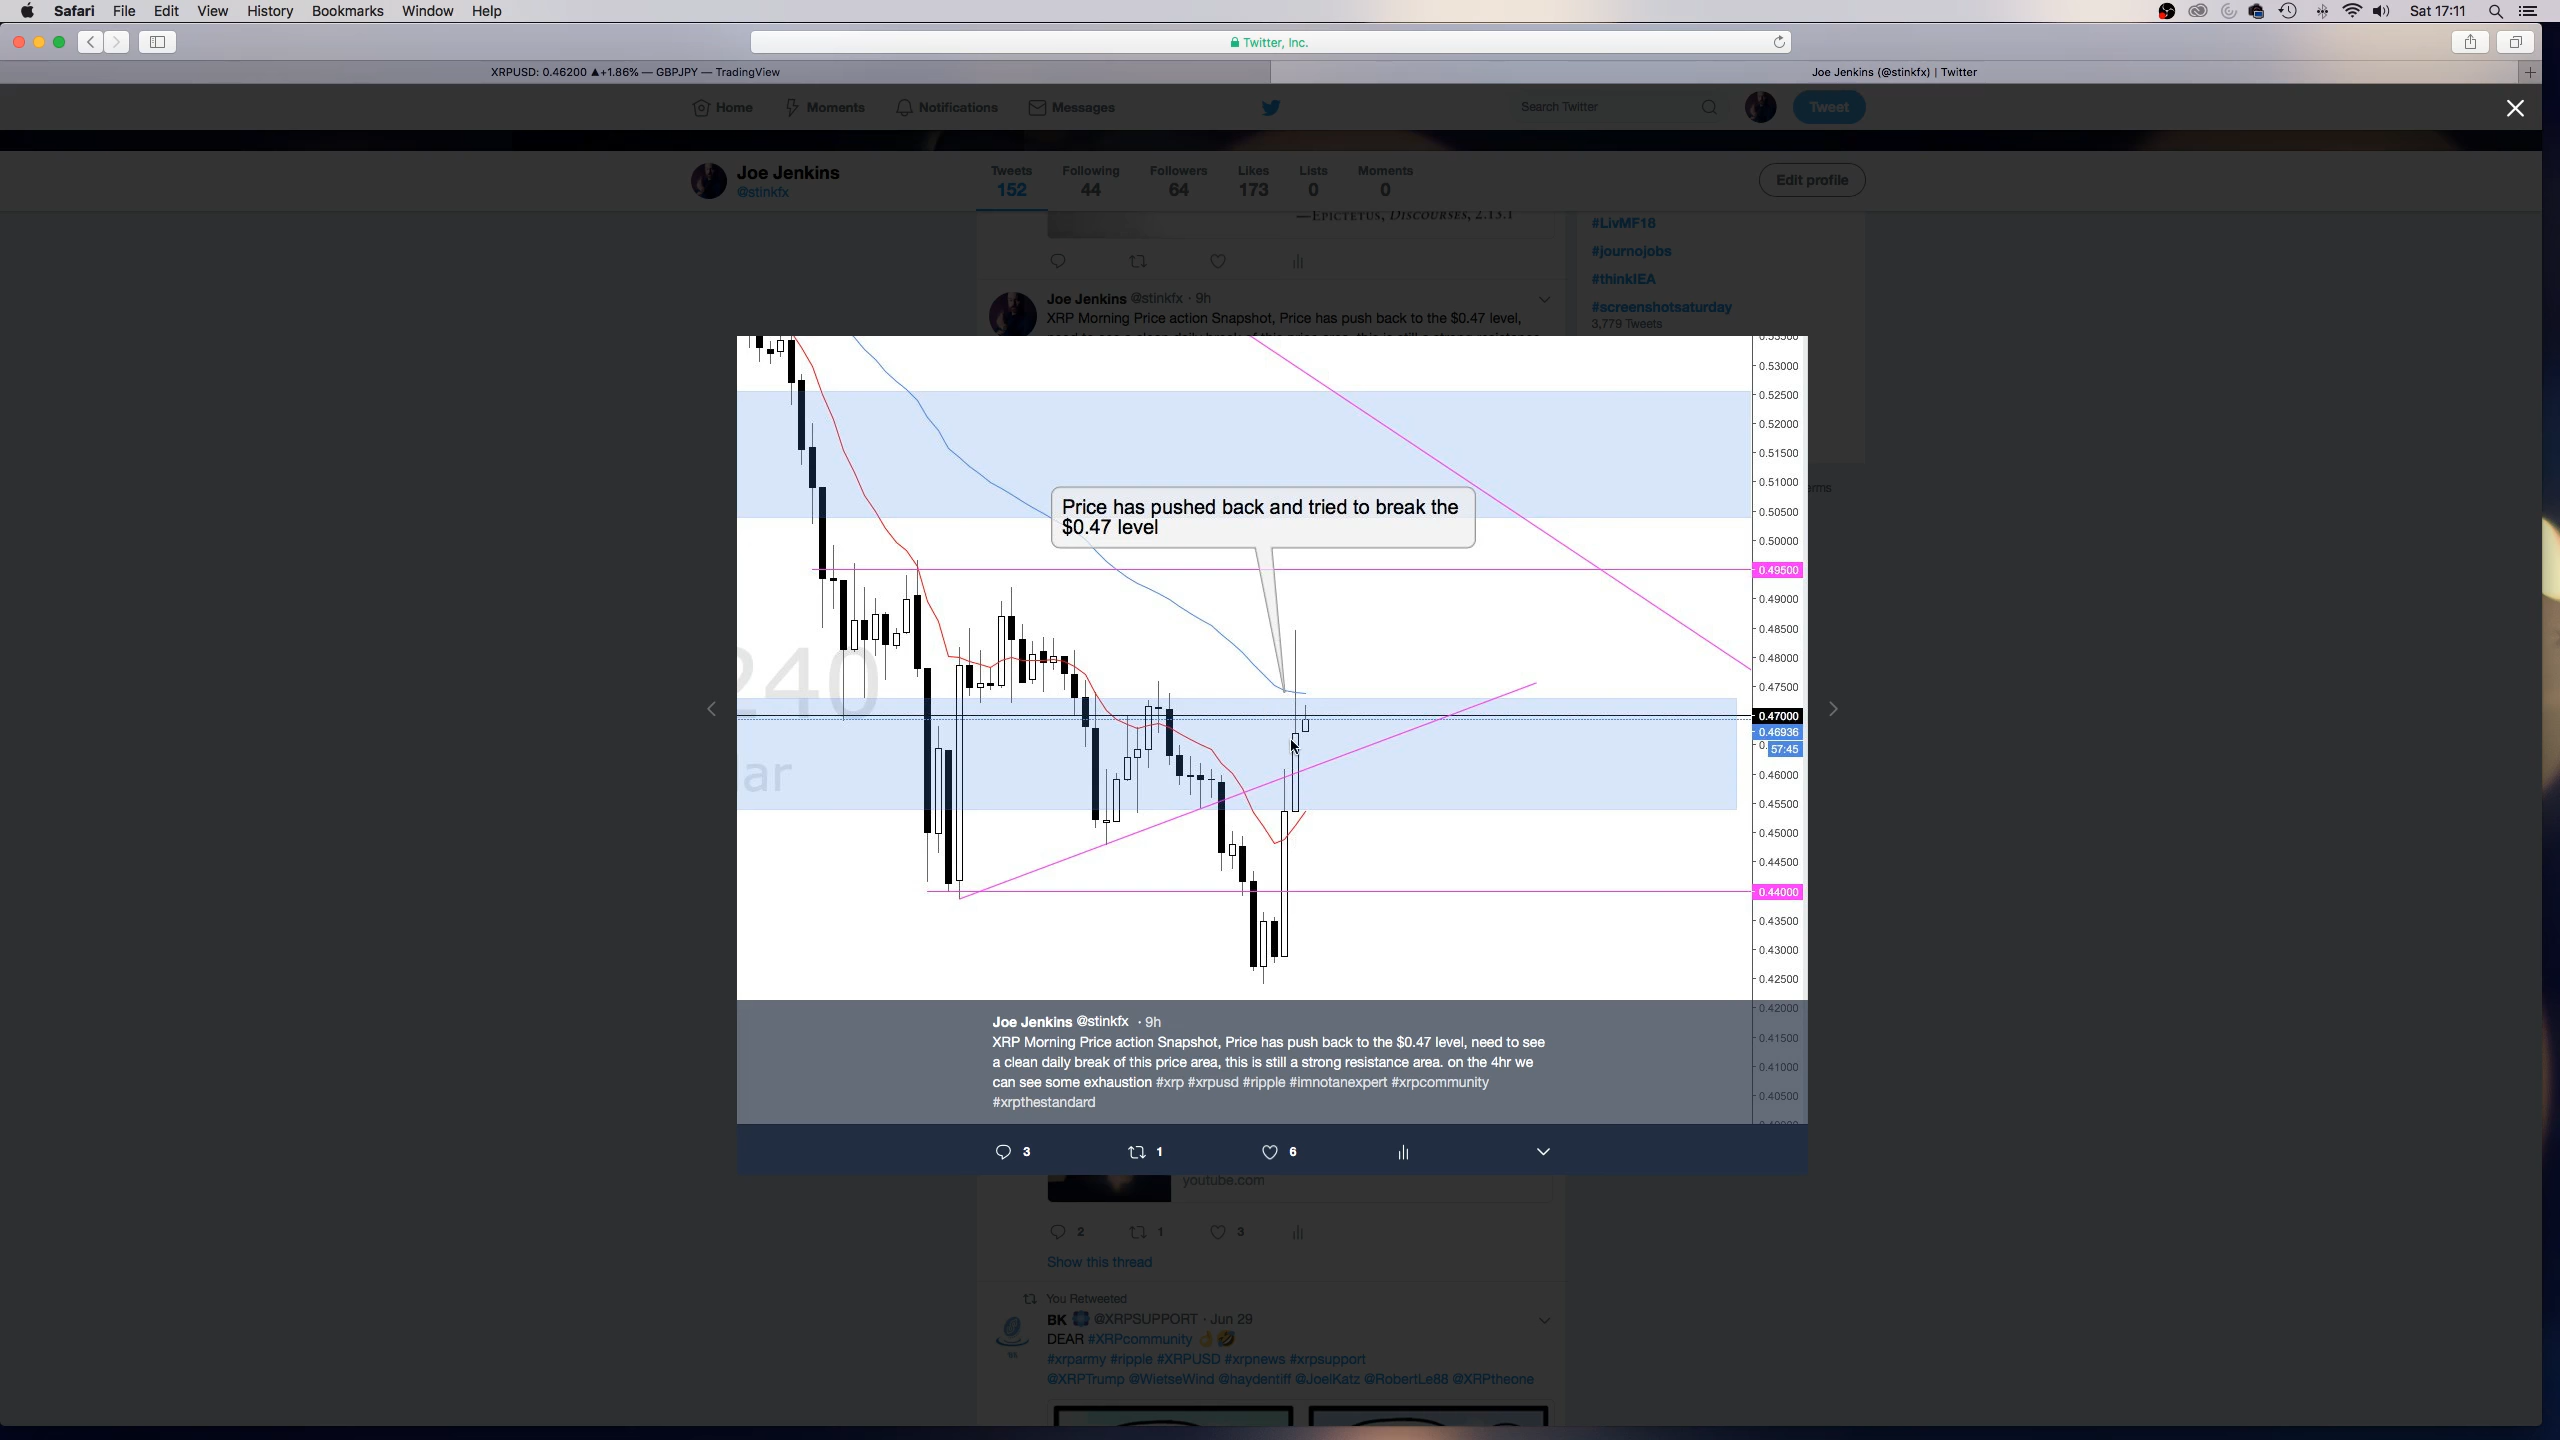 Safari File Edit View History Bookmarks Window Help
Sat 17:11
Twitter, Inc.
XRPUSD: 0.46200 ▲+1.86% — GBPJPY — TradingView
Joe Jenkins (@stinkfx) | Twitter
Home Moments Notifications Messages
Search Twitter
Tweet
Joe Jenkins
@stinkfx
Tweets Following Followers Likes Lists Moments
152 44 64 173 0 0
Edit profile
—EPICTETUS, DISCOURSES, 2.13.1
#LivMF18
#journojobs
#thinkIEA
#screenshotsaturday
3,779 Tweets
Joe Jenkins @stinkfx · 9h
XRP Morning Price action Snapshot, Price has push back to the $0.47 level,
0.53500
0.53000
0.52500
0.52000
0.51500
0.51000
0.50500
0.50000
0.49500
0.49000
0.48500
0.48000
0.47500
0.47000
0.46936
57:45
0.46000
0.45500
0.45000
0.44500
0.44000
0.43500
0.43000
0.42500
0.42000
0.41500
0.41000
0.40500
Price has pushed back and tried to break the
$0.47 level
240
lar
Joe Jenkins @stinkfx · 9h
XRP Morning Price action Snapshot, Price has push back to the $0.47 level, need to see
a clean daily break of this price area, this is still a strong resistance area. on the 4hr we
can see some exhaustion #xrp #xrpusd #ripple #imnotanexpert #xrpcommunity
#xrpthestandard
3 1 6
youtube.com
2 1 3
Show this thread
You Retweeted
BK @XRPSUPPORT · Jun 29
DEAR #XRPcommunity 👌🤣
#xrparmy #ripple #XRPUSD #xrpnews #xrpsupport
@XRPTrump @WietseWind @haydentiff @JoelKatz @RobertLe88 @XRPtheone